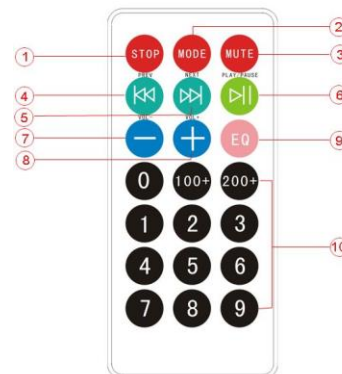 2
STOP MODE MUTE
1
3
PREV NEXT PLAY/PAUSE
4
6
5
VOL- VOL+
7
EQ
9
8
0 100+ 200+
1 2 3
10
4 5 6
7 8 9